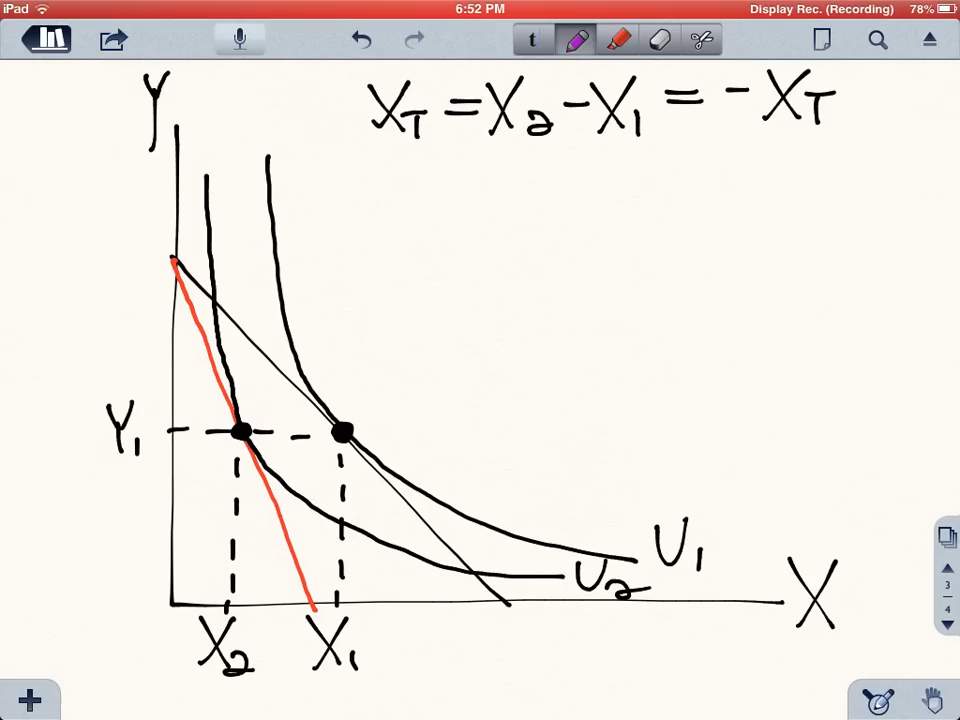 iPad 6:52 PM Display Rec. (Recording) 78%
t
Y
X_T = X_2 - X_1 = - X_T
Y_1
U_1
U_2
X
X_2 X_1
3
4